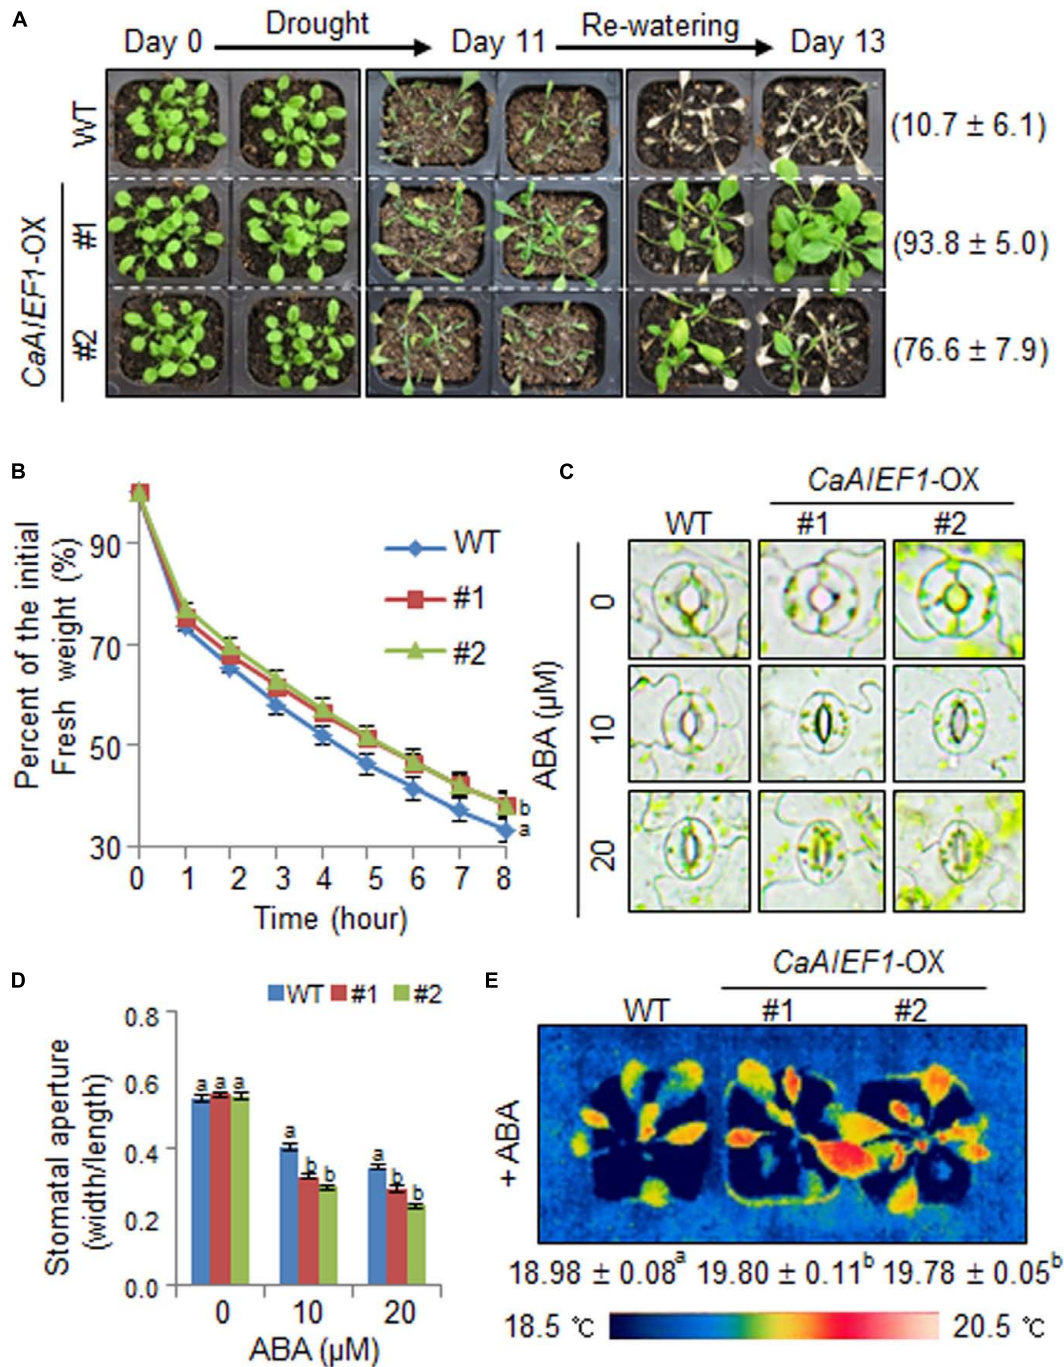 A
Day 0 Drought Day 11 Re-watering Day 13
WT
(10.7 ± 6.1)
CaAIEF1-OX
#1
(93.8 ± 5.0)
#2
(76.6 ± 7.9)
B
Percent of the initial
Fresh weight (%)
90
70
50
30
WT
#1
#2
b
a
0 1 2 3 4 5 6 7 8
Time (hour)
C
CaAIEF1-OX
WT #1 #2
ABA (µM)
0
10
20
D
WT #1 #2
Stomatal aperture
(width/length)
0.8
0.6
0.4
0.2
0.0
a a a
a b b
a b b
0 10 20
ABA (µM)
E
CaAIEF1-OX
WT #1 #2
+ ABA
18.98 ± 0.08a 19.80 ± 0.11b 19.78 ± 0.05b
18.5 °C 20.5 °C